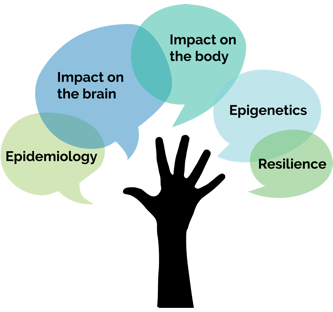 Impact on
the body
Impact on
the brain
Epigenetics
Epidemiology
Resilience